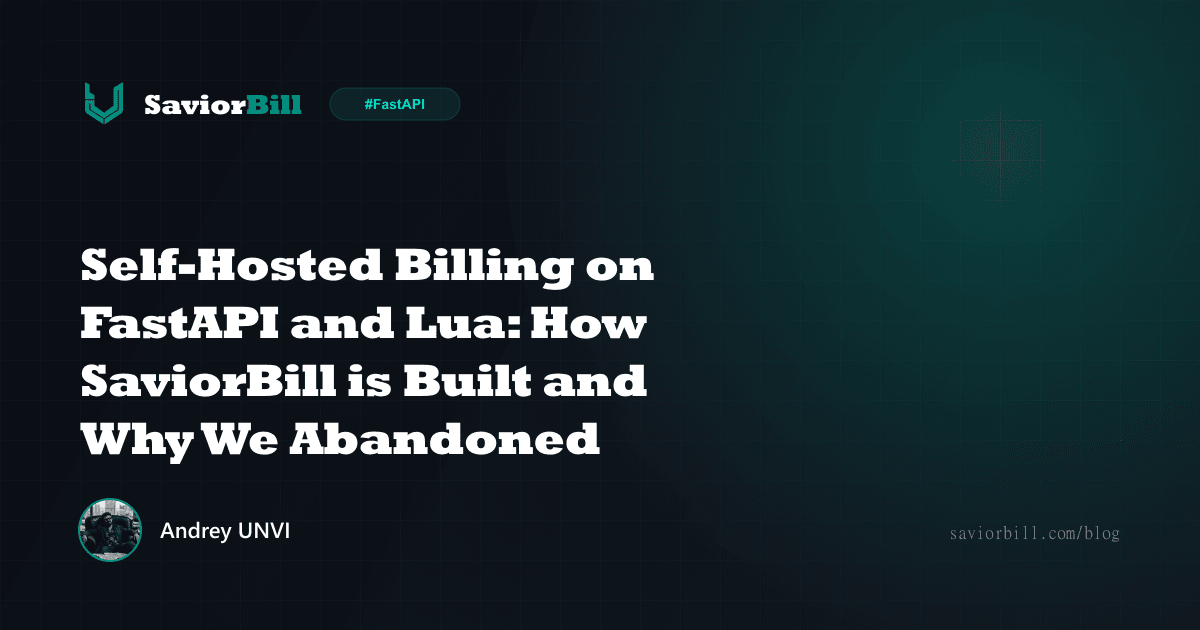 SaviorBill
#FastAPI
Self-Hosted Billing on
FastAPI and Lua: How
SaviorBill is Built and
Why We Abandoned
Andrey UNVI
saviorbill.com/blog